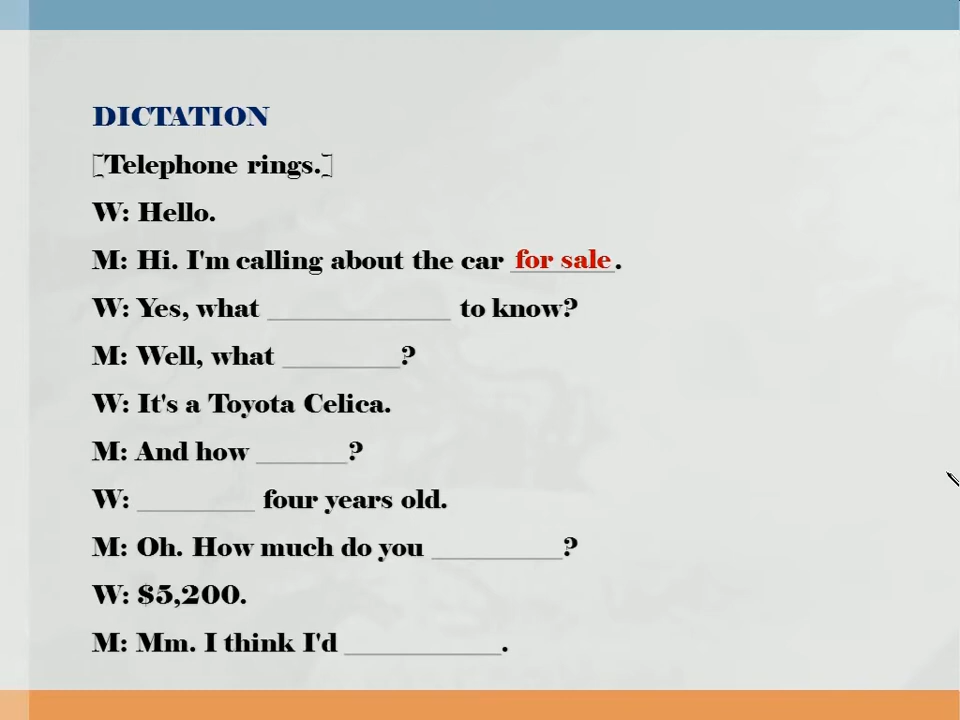 DICTATION
[Telephone rings.]
W: Hello.
M: Hi. I'm calling about the car for sale.
W: Yes, what ______________ to know?
M: Well, what _________?
W: It's a Toyota Celica.
M: And how _______?
W: _________ four years old.
M: Oh. How much do you __________?
W: $5,200.
M: Mm. I think I'd ____________.